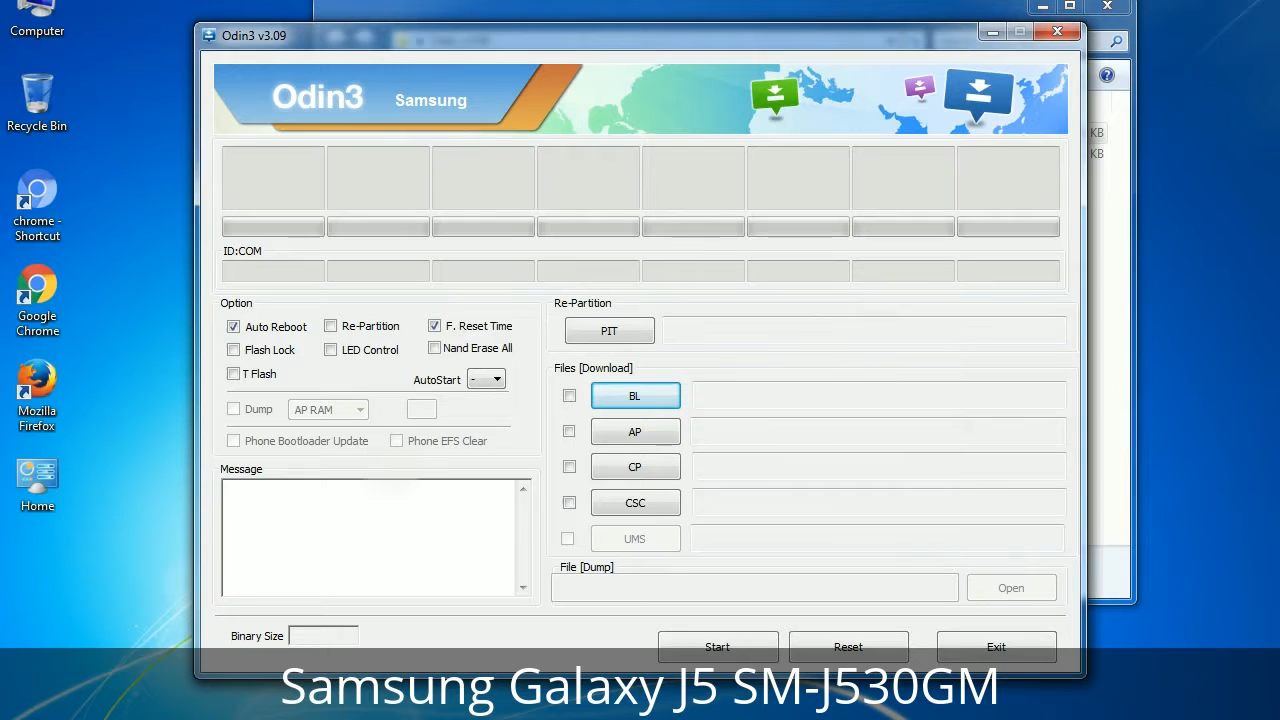 Computer
Recycle Bin
chrome -
Shortcut
Google
Chrome
Mozilla
Firefox
Home
Odin3 v3.09
Odin3 Samsung
KB
KB
ID:COM
Option
Auto Reboot
Re-Partition
F. Reset Time
Flash Lock
LED Control
Nand Erase All
T Flash
AutoStart -
Dump AP RAM
Phone Bootloader Update
Phone EFS Clear
Message
Re-Partition
PIT
Files [Download]
BL
AP
CP
CSC
UMS
File [Dump]
Open
Binary Size
Start
Reset
Exit
Samsung Galaxy J5 SM-J530GM